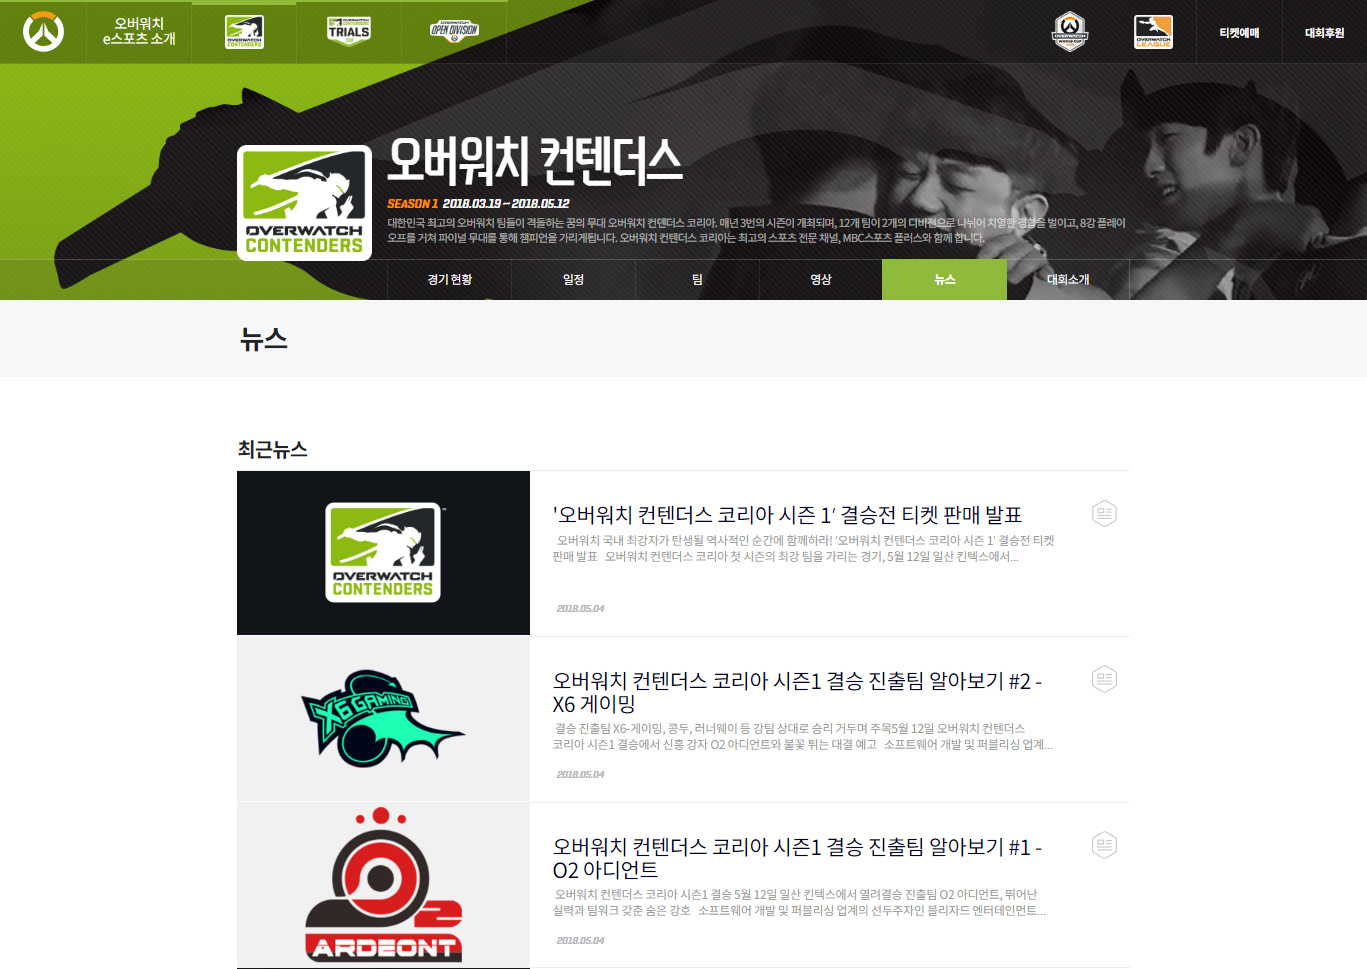 오버워치
e스포츠 소개
OVERWATCH
CONTENDERS
OVERWATCH
CONTENDERS
TRIALS
OVERWATCH
OPEN DIVISION
OVERWATCH
WORLD CUP
OVERWATCH
LEAGUE
티켓예매
대회후원
OVERWATCH
CONTENDERS
오버워치 컨텐더스
SEASON 1 2018.03.19 ~ 2018.05.12
대한민국 최고의 오버워치 팀들이 격돌하는 꿈의 무대 오버워치 컨덴더스 코리아. 매년 3번의 시즌이 개최되며, 12개 팀이 2개의 디비전으로 나뉘어 치열한 경합을 벌이고, 8강 플레이
오프를 거쳐 파이널 무대를 통해 챔피언을 가리게됩니다. 오버워치 컨텐더스 코리아는 최고의 스포츠 전문 채널, MBC스포츠 플러스와 함께 합니다.
경기 현황
일정
팀
영상
뉴스
대회소개
뉴스
최근뉴스
OVERWATCH
CONTENDERS
'오버워치 컨텐더스 코리아 시즌 1′ 결승전 티켓 판매 발표
오버워치 국내 최강자가 탄생될 역사적인 순간에 함께하라! '오버워치 컨텐더스 코리아 시즌 1′ 결승전 티켓
판매 발표 오버워치 컨텐더스 코리아 첫 시즌의 최강 팀을 가리는 경기, 5월 12일 일산 킨텍스에서...
2018.05.04
X6 GAMING
오버워치 컨텐더스 코리아 시즌1 결승 진출팀 알아보기 #2 -
X6 게이밍
결승 진출팀 X6-게이밍, 콩두, 러너웨이 등 강팀 상대로 승리 거두며 주목5월 12일 오버워치 컨텐더스
코리아 시즌1 결승에서 신흥 강자 O2 아디언트와 불꽃 튀는 대결 예고 소프트웨어 개발 및 퍼블리싱 업계...
2018.05.04
O2
ARDEONT
오버워치 컨텐더스 코리아 시즌1 결승 진출팀 알아보기 #1 -
O2 아디언트
오버워치 컨텐더스 코리아 시즌1 결승 5월 12일 일산 킨텍스에서 열려결승 진출팀 O2 아디언트, 뛰어난
실력과 팀워크 갖춘 숨은 강호 소프트웨어 개발 및 퍼블리싱 업계의 선두주자인 블리자드 엔터테인먼트...
2018.05.04